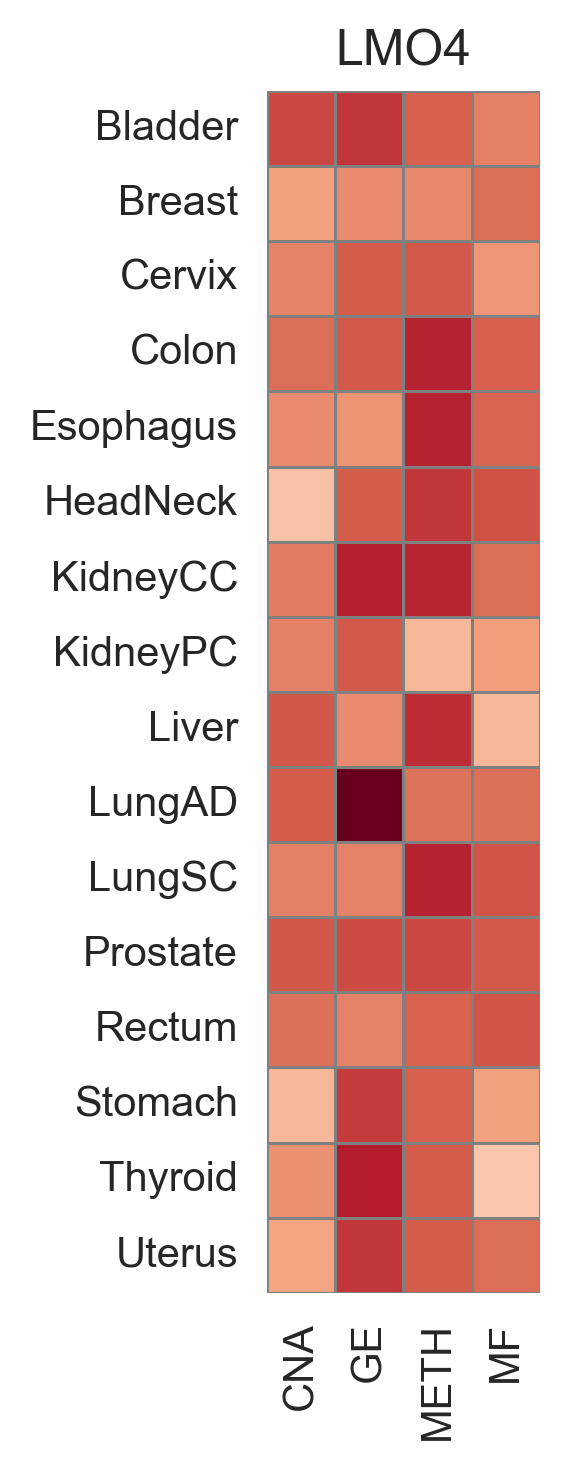 LMO4
Bladder
Breast
Cervix
Colon
Esophagus
HeadNeck
KidneyCC
KidneyPC
Liver
LungAD
LungSC
Prostate
Rectum
Stomach
Thyroid
Uterus
CNA
GE
METH
MF